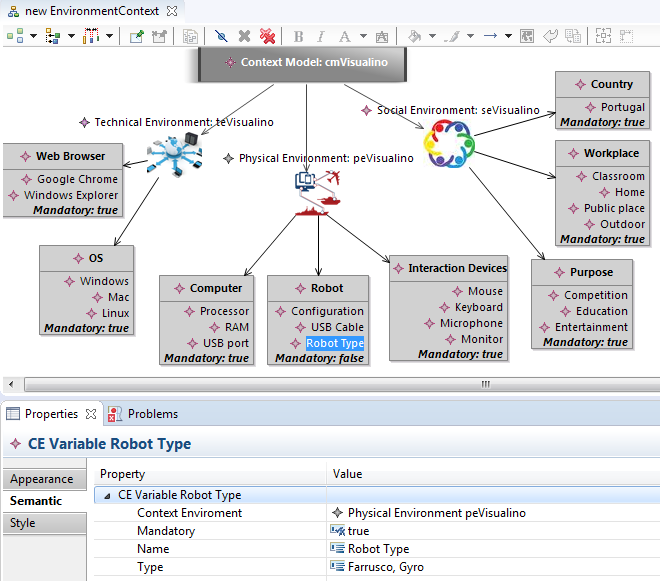 new EnvironmentContext
B I A
Context Model: cmVisualino
Technical Environment: teVisualino
Physical Environment: peVisualino
Social Environment: seVisualino
Country
Portugal
Mandatory: true
Web Browser
Google Chrome
Windows Explorer
Mandatory: true
Workplace
Classroom
Home
Public place
Outdoor
Mandatory: true
OS
Windows
Mac
Linux
Mandatory: true
Computer
Processor
RAM
USB port
Mandatory: true
Robot
Configuration
USB Cable
Robot Type
Mandatory: false
Interaction Devices
Mouse
Keyboard
Microphone
Monitor
Mandatory: true
Purpose
Competition
Education
Entertainment
Mandatory: true
Properties Problems
CE Variable Robot Type
Appearance
Semantic
Style
Property Value
CE Variable Robot Type
Context Enviroment Physical Environment peVisualino
Mandatory true
Name Robot Type
Type Farrusco, Gyro